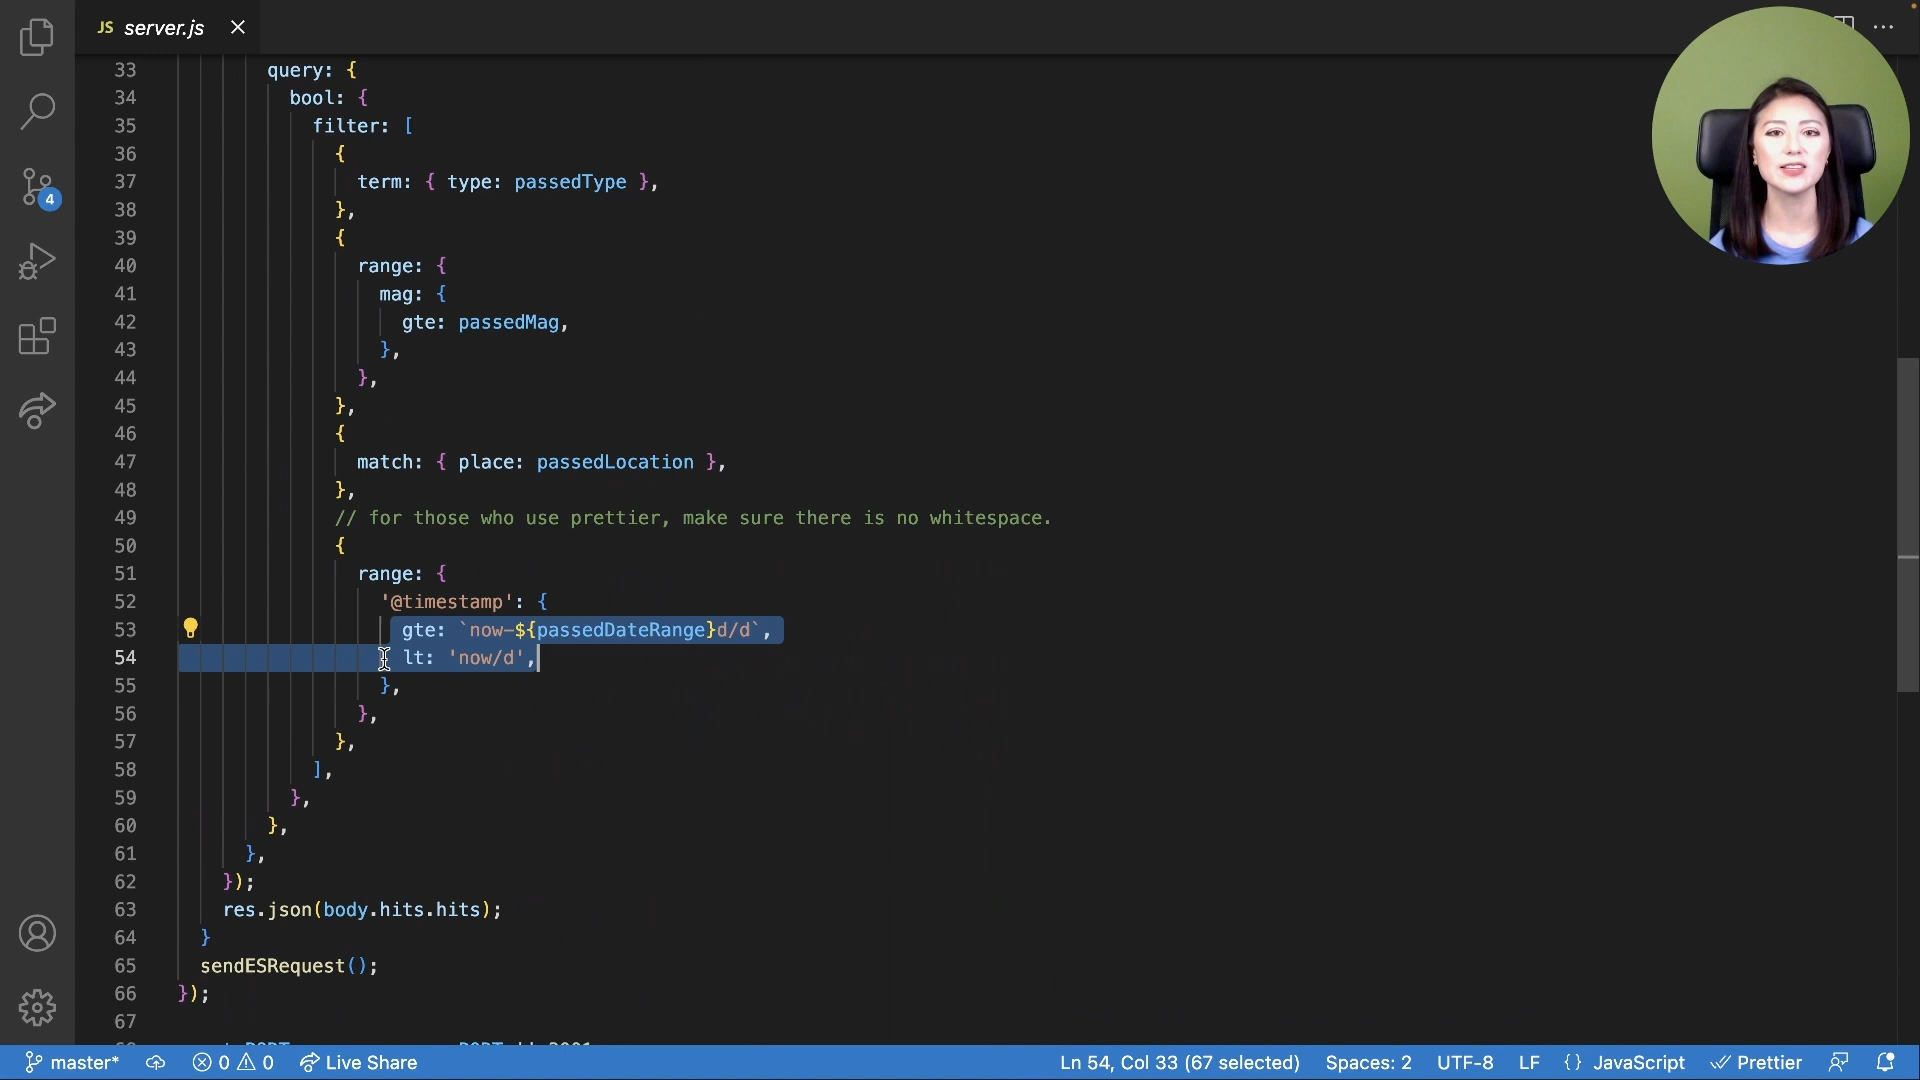 JS server.js
33 query: {
34 bool: {
35 filter: [
36 {
37 term: { type: passedType },
38 },
39 {
40 range: {
41 mag: {
42 gte: passedMag,
43 },
44 },
45 },
46 {
47 match: { place: passedLocation },
48 },
49 // for those who use prettier, make sure there is no whitespace.
50 {
51 range: {
52 '@timestamp': {
53 gte: `now-${passedDateRange}d/d`,
54 lt: 'now/d',
55 },
56 },
57 },
58 ],
59 },
60 },
61 },
62 });
63 res.json(body.hits.hits);
64 }
65 sendESRequest();
66 });
67
4
master* 0 0 Live Share Ln 54, Col 33 (67 selected) Spaces: 2 UTF-8 LF {} JavaScript Prettier